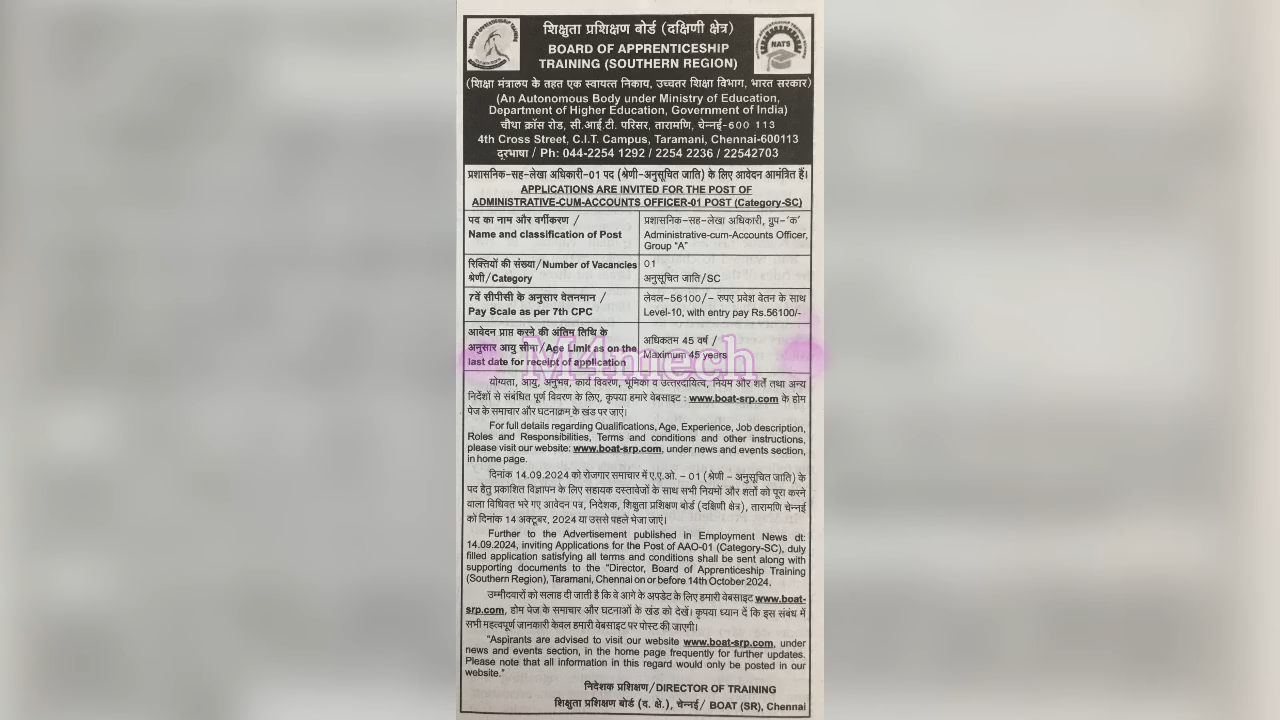 शिक्षुता प्रशिक्षण बोर्ड (दक्षिणी क्षेत्र)
BOARD OF APPRENTICESHIP
TRAINING (SOUTHERN REGION)
NATS
(शिक्षा मंत्रालय के तहत एक स्वायत्त निकाय, उच्चतर शिक्षा विभाग, भारत सरकार)
(An Autonomous Body under Ministry of Education,
Department of Higher Education, Government of India)
चौथा क्रॉस रोड, सी.आई.टी. परिसर, तारामणि, चेन्नई-600 113
4th Cross Street, C.I.T. Campus, Taramani, Chennai-600113
दूरभाषा / Ph: 044-2254 1292 / 2254 2236 / 22542703
प्रशासनिक-सह-लेखा अधिकारी-01 पद (श्रेणी-अनुसूचित जाति) के लिए आवेदन आमंत्रित हैं।
APPLICATIONS ARE INVITED FOR THE POST OF
ADMINISTRATIVE-CUM-ACCOUNTS OFFICER-01 POST (Category-SC)
पद का नाम और वर्गीकरण /
Name and classification of Post
प्रशासनिक-सह-लेखा अधिकारी, ग्रुप-'क'
Administrative-cum-Accounts Officer,
Group "A"
रिक्तियों की संख्या/Number of Vacancies
श्रेणी/Category
01
अनुसूचित जाति/SC
7वें सीपीसी के अनुसार वेतनमान /
Pay Scale as per 7th CPC
लेवल-56100/- रुपए प्रवेश वेतन के साथ
Level-10, with entry pay Rs.56100/-
आवेदन प्राप्त करने की अंतिम तिथि के
अनुसार आयु सीमा/Age Limit as on the
last date for receipt of application
अधिकतम 45 वर्ष /
Maximum 45 years
M4mech
योग्यता, आयु, अनुभव, कार्य विवरण, भूमिका व उत्तरदायित्व, नियम और शर्तें तथा अन्य
निर्देशों से संबंधित पूर्ण विवरण के लिए, कृपया हमारे वेबसाइट : www.boat-srp.com के होम
पेज के समाचार और घटनाक्रम के खंड पर जाएं।
For full details regarding Qualifications, Age, Experience, Job description,
Roles and Responsibilities, Terms and conditions and other instructions,
please visit our website: www.boat-srp.com, under news and events section,
in home page.
दिनांक 14.09.2024 को रोजगार समाचार में ए.ए.ओ. - 01 (श्रेणी - अनुसूचित जाति) के
पद हेतु प्रकाशित विज्ञापन के लिए सहायक दस्तावेजों के साथ सभी नियमों और शर्तों को पूरा करने
वाला विधिवत भरे गए आवेदन पत्र, निदेशक, शिक्षुता प्रशिक्षण बोर्ड (दक्षिणी क्षेत्र), तारामणि चेन्नई
को दिनांक 14 अक्टूबर, 2024 या उससे पहले भेजा जाएं।
Further to the Advertisement published in Employment News dt:
14.09.2024, inviting Applications for the Post of AAO-01 (Category-SC), duly
filled application satisfying all terms and conditions shall be sent along with
supporting documents to the "Director, Board of Apprenticeship Training
(Southern Region), Taramani, Chennai on or before 14th October 2024.
उम्मीदवारों को सलाह दी जाती है कि वे आगे के अपडेट के लिए हमारी वेबसाइट www.boat-
srp.com, होम पेज के समाचार और घटनाओं के खंड को देखें। कृपया ध्यान दें कि इस संबंध में
सभी महत्वपूर्ण जानकारी केवल हमारी वेबसाइट पर पोस्ट की जाएगी।
"Aspirants are advised to visit our website www.boat-srp.com, under
news and events section, in the home page frequently for further updates.
Please note that all information in this regard would only be posted in our
website."
निदेशक प्रशिक्षण/DIRECTOR OF TRAINING
शिक्षुता प्रशिक्षण बोर्ड (द. क्षे.), चेन्नई/ BOAT (SR), Chennai